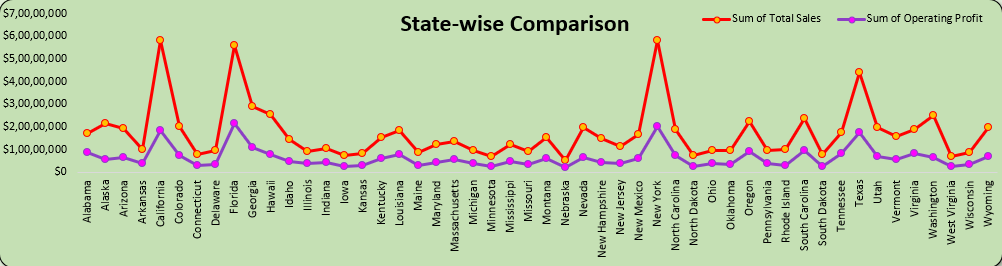 State-wise Comparison
Sum of Total Sales
Sum of Operating Profit
$7,00,00,000
$6,00,00,000
$5,00,00,000
$4,00,00,000
$3,00,00,000
$2,00,00,000
$1,00,00,000
$0
Alabama
Alaska
Arizona
Arkansas
California
Colorado
Connecticut
Delaware
Florida
Georgia
Hawaii
Idaho
Illinois
Indiana
Iowa
Kansas
Kentucky
Louisiana
Maine
Maryland
Massachusetts
Michigan
Minnesota
Mississippi
Missouri
Montana
Nebraska
Nevada
New Hampshire
New Jersey
New Mexico
New York
North Carolina
North Dakota
Ohio
Oklahoma
Oregon
Pennsylvania
Rhode Island
South Carolina
South Dakota
Tennessee
Texas
Utah
Vermont
Virginia
Washington
West Virginia
Wisconsin
Wyoming